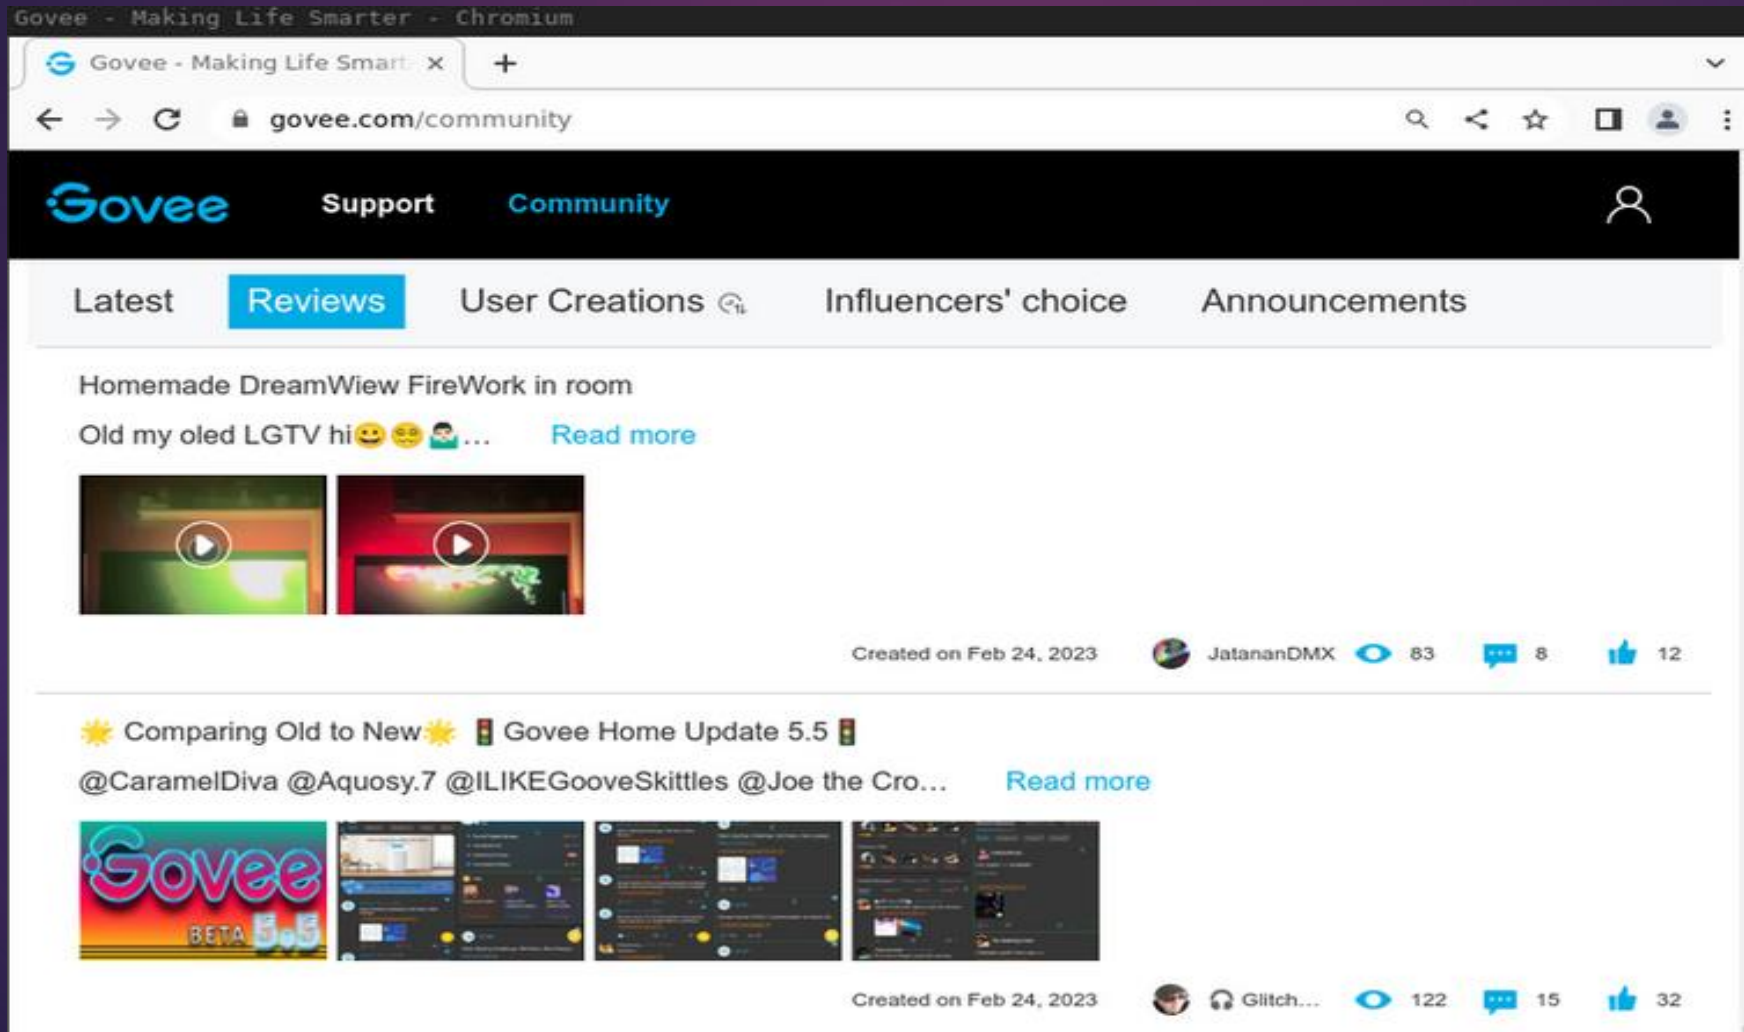 Govee - Making Life Smarter - Chromium
Govee - Making Life Smart
govee.com/community
Govee Support Community
Latest Reviews User Creations Influencers' choice Announcements
Homemade DreamWiew FireWork in room
Old my oled LGTV hi😀😵‍💫🤷🏻‍♂️... Read more
Created on Feb 24, 2023 JatananDMX 83 8 12
🌟 Comparing Old to New🌟 🚦Govee Home Update 5.5🚦
@CaramelDiva @Aquosy.7 @ILIKEGooveSkittles @Joe the Cro... Read more
Govee
BETA 5.5
Created on Feb 24, 2023 🎧 Glitch... 122 15 32